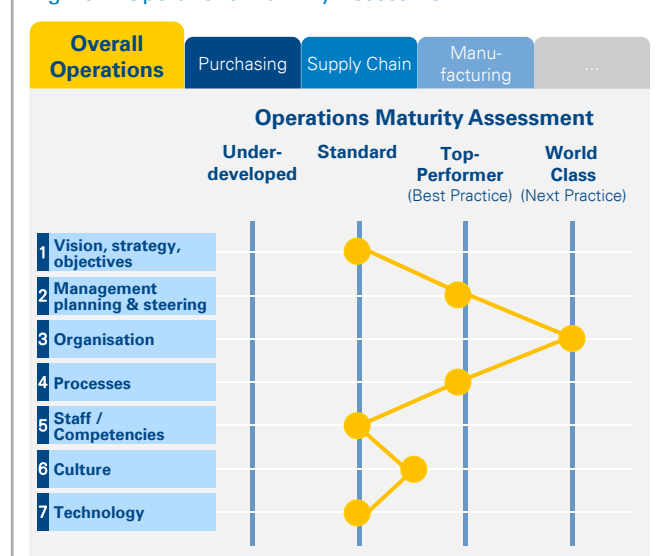 Overall
Operations
Purchasing
Supply Chain
Manu-
facturing
...
Operations Maturity Assessment
Under-
developed
Standard
Top-
Performer
(Best Practice)
World
Class
(Next Practice)
1 Vision, strategy,
objectives
2 Management
planning & steering
3 Organisation
4 Processes
5 Staff /
Competencies
6 Culture
7 Technology